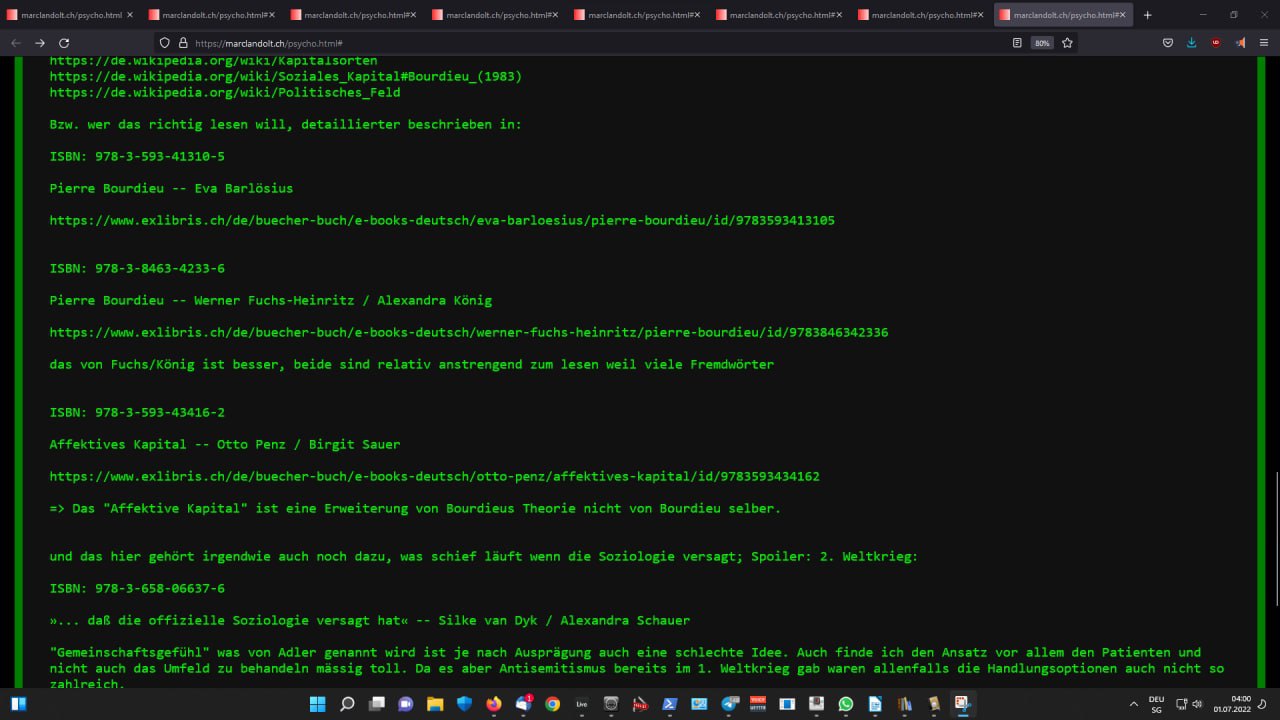 marclandolt.ch/psycho.html
marclandolt.ch/psycho.html#
marclandolt.ch/psycho.html#
marclandolt.ch/psycho.html#
marclandolt.ch/psycho.html#
marclandolt.ch/psycho.html#
marclandolt.ch/psycho.html#
marclandolt.ch/psycho.html#
https://marclandolt.ch/psycho.html#
80%
https://de.wikipedia.org/wiki/Kapitalsorten
https://de.wikipedia.org/wiki/Soziales_Kapital#Bourdieu_(1983)
https://de.wikipedia.org/wiki/Politisches_Feld
Bzw. wer das richtig lesen will, detaillierter beschrieben in:
ISBN: 978-3-593-41310-5
Pierre Bourdieu -- Eva Barlösius
https://www.exlibris.ch/de/buecher-buch/e-books-deutsch/eva-barloesius/pierre-bourdieu/id/9783593413105
ISBN: 978-3-8463-4233-6
Pierre Bourdieu -- Werner Fuchs-Heinritz / Alexandra König
https://www.exlibris.ch/de/buecher-buch/e-books-deutsch/werner-fuchs-heinritz/pierre-bourdieu/id/9783846342336
das von Fuchs/König ist besser, beide sind relativ anstrengend zum lesen weil viele Fremdwörter
ISBN: 978-3-593-43416-2
Affektives Kapital -- Otto Penz / Birgit Sauer
https://www.exlibris.ch/de/buecher-buch/e-books-deutsch/otto-penz/affektives-kapital/id/9783593434162
=> Das "Affektive Kapital" ist eine Erweiterung von Bourdieus Theorie nicht von Bourdieu selber.
und das hier gehört irgendwie auch noch dazu, was schief läuft wenn die Soziologie versagt; Spoiler: 2. Weltkrieg:
ISBN: 978-3-658-06637-6
»... daß die offizielle Soziologie versagt hat« -- Silke van Dyk / Alexandra Schauer
"Gemeinschaftsgefühl" was von Adler genannt wird ist je nach Ausprägung auch eine schlechte Idee. Auch finde ich den Ansatz vor allem den Patienten und
nicht auch das Umfeld zu behandeln mässig toll. Da es aber Antisemitismus bereits im 1. Weltkrieg gab waren allenfalls die Handlungsoptionen auch nicht so
zahlreich.
1
Live
DEU
SG
04:00
01.07.2022